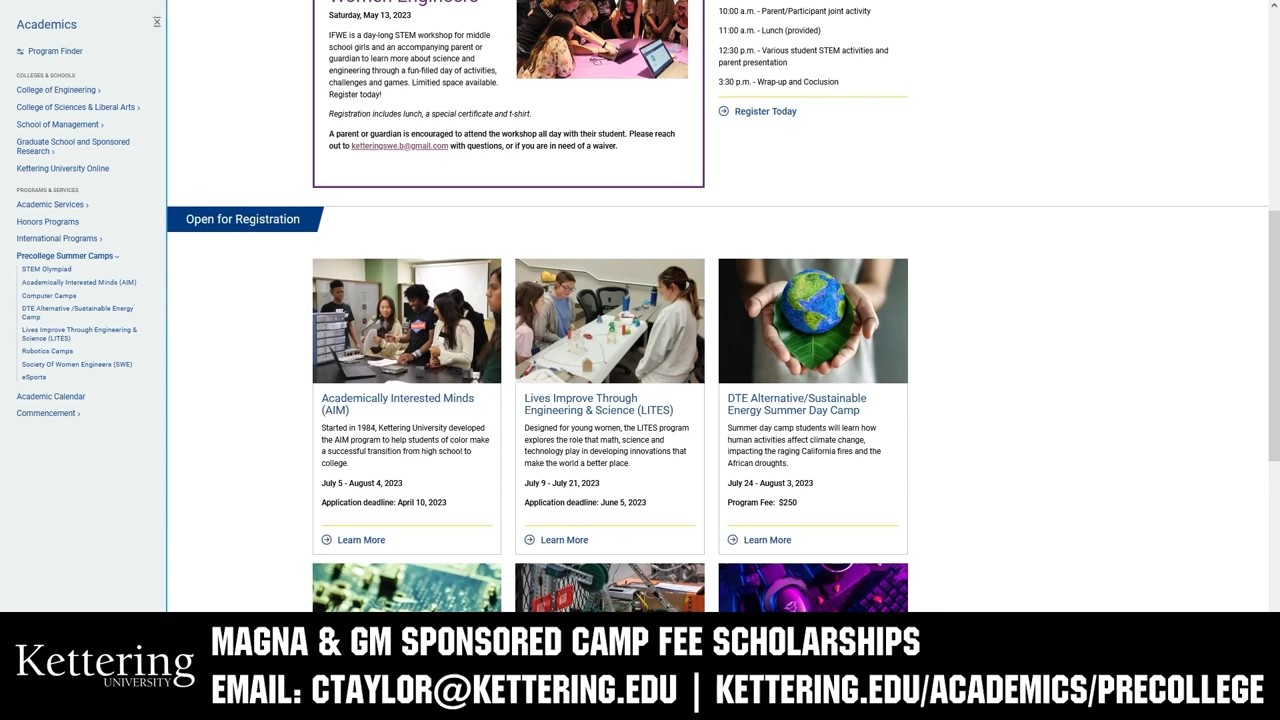 Academics
Program Finder
COLLEGES & SCHOOLS
College of Engineering ›
College of Sciences & Liberal Arts ›
School of Management ›
Graduate School and Sponsored
Research ›
Kettering University Online
PROGRAMS & SERVICES
Academic Services ›
Honors Programs
International Programs ›
Precollege Summer Camps
STEM Olympiad
Academically Interested Minds (AIM)
Computer Camps
DTE Alternative /Sustainable Energy
Camp
Lives Improve Through Engineering &
Science (LITES)
Robotics Camps
Society Of Women Engineers (SWE)
eSports
Academic Calendar
Commencement ›
Women Engineers
Saturday, May 13, 2023
IFWE is a day-long STEM workshop for middle
school girls and an accompanying parent or
guardian to learn more about science and
engineering through a fun-filled day of activities,
challenges and games. Limitied space available.
Register today!
Registration includes lunch, a special certificate and t-shirt.
A parent or guardian is encouraged to attend the workshop all day with their student. Please reach
out to ketteringswe.b@gmail.com with questions, or if you are in need of a waiver.
10:00 a.m. - Parent/Participant joint activity
11:00 a.m. - Lunch (provided)
12:30 p.m. - Various student STEM activities and
parent presentation
3:30 p.m. - Wrap-up and Coclusion
Register Today
Open for Registration
Academically Interested Minds
(AIM)
Started in 1984, Kettering University developed
the AIM program to help students of color make
a successful transition from high school to
college.
July 5 - August 4, 2023
Application deadline: April 10, 2023
Learn More
Lives Improve Through
Engineering & Science (LITES)
Designed for young women, the LITES program
explores the role that math, science and
technology play in developing innovations that
make the world a better place.
July 9 - July 21, 2023
Application deadline: June 5, 2023
Learn More
DTE Alternative/Sustainable
Energy Summer Day Camp
Summer day camp students will learn how
human activities affect climate change,
impacting the raging California fires and the
African droughts.
July 24 - August 3, 2023
Program Fee: $250
Learn More
Kettering
UNIVERSITY
MAGNA & GM SPONSORED CAMP FEE SCHOLARSHIPS
EMAIL: CTAYLOR@KETTERING.EDU | KETTERING.EDU/ACADEMICS/PRECOLLEGE